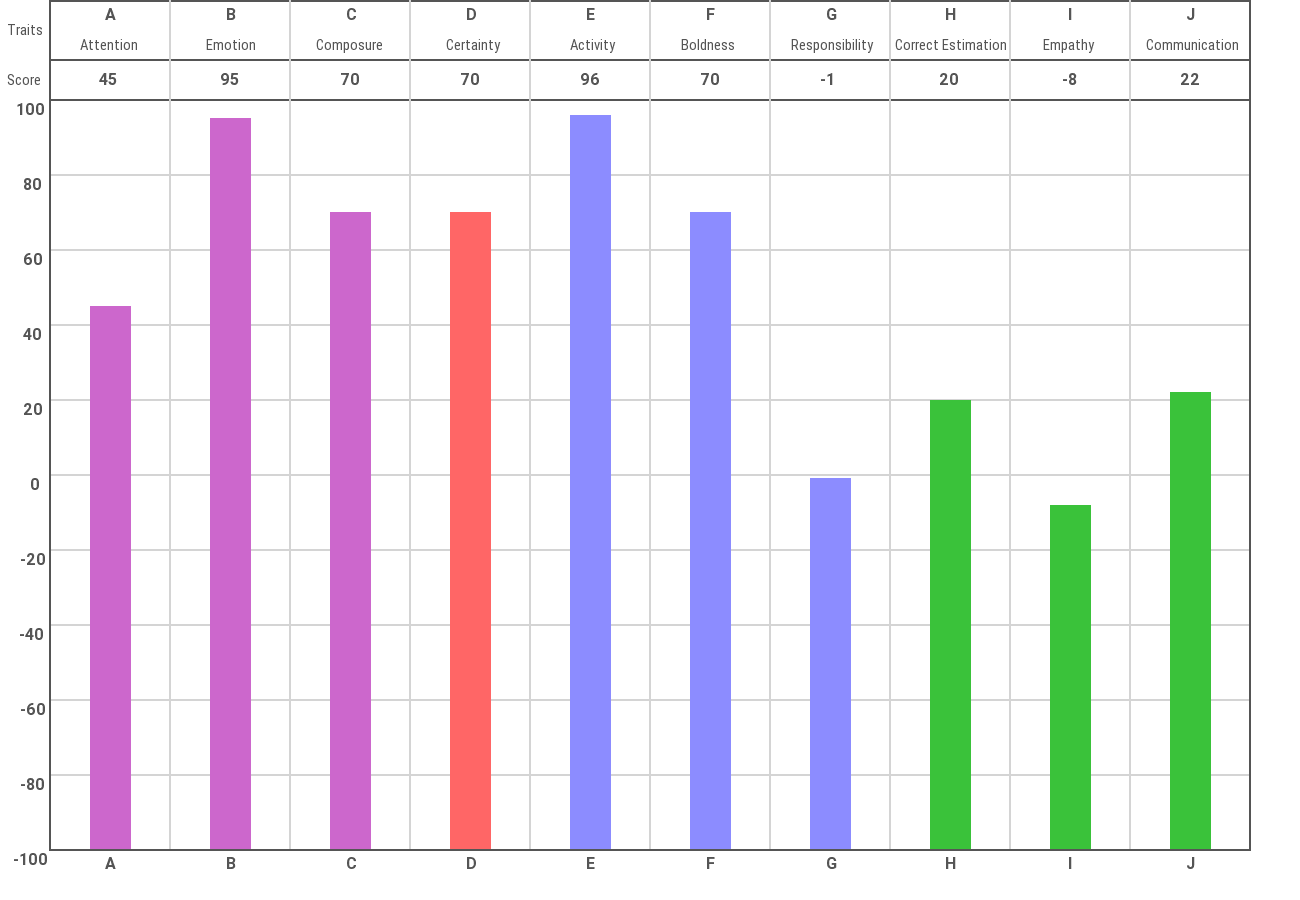 A B C D E F G H I J
Traits
Attention Emotion Composure Certainty Activity Boldness Responsibility Correct Estimation Empathy Communication
Score 45 95 70 70 96 70 -1 20 -8 22
100
80
60
40
20
0
-20
-40
-60
-80
-100
A B C D E F G H I J